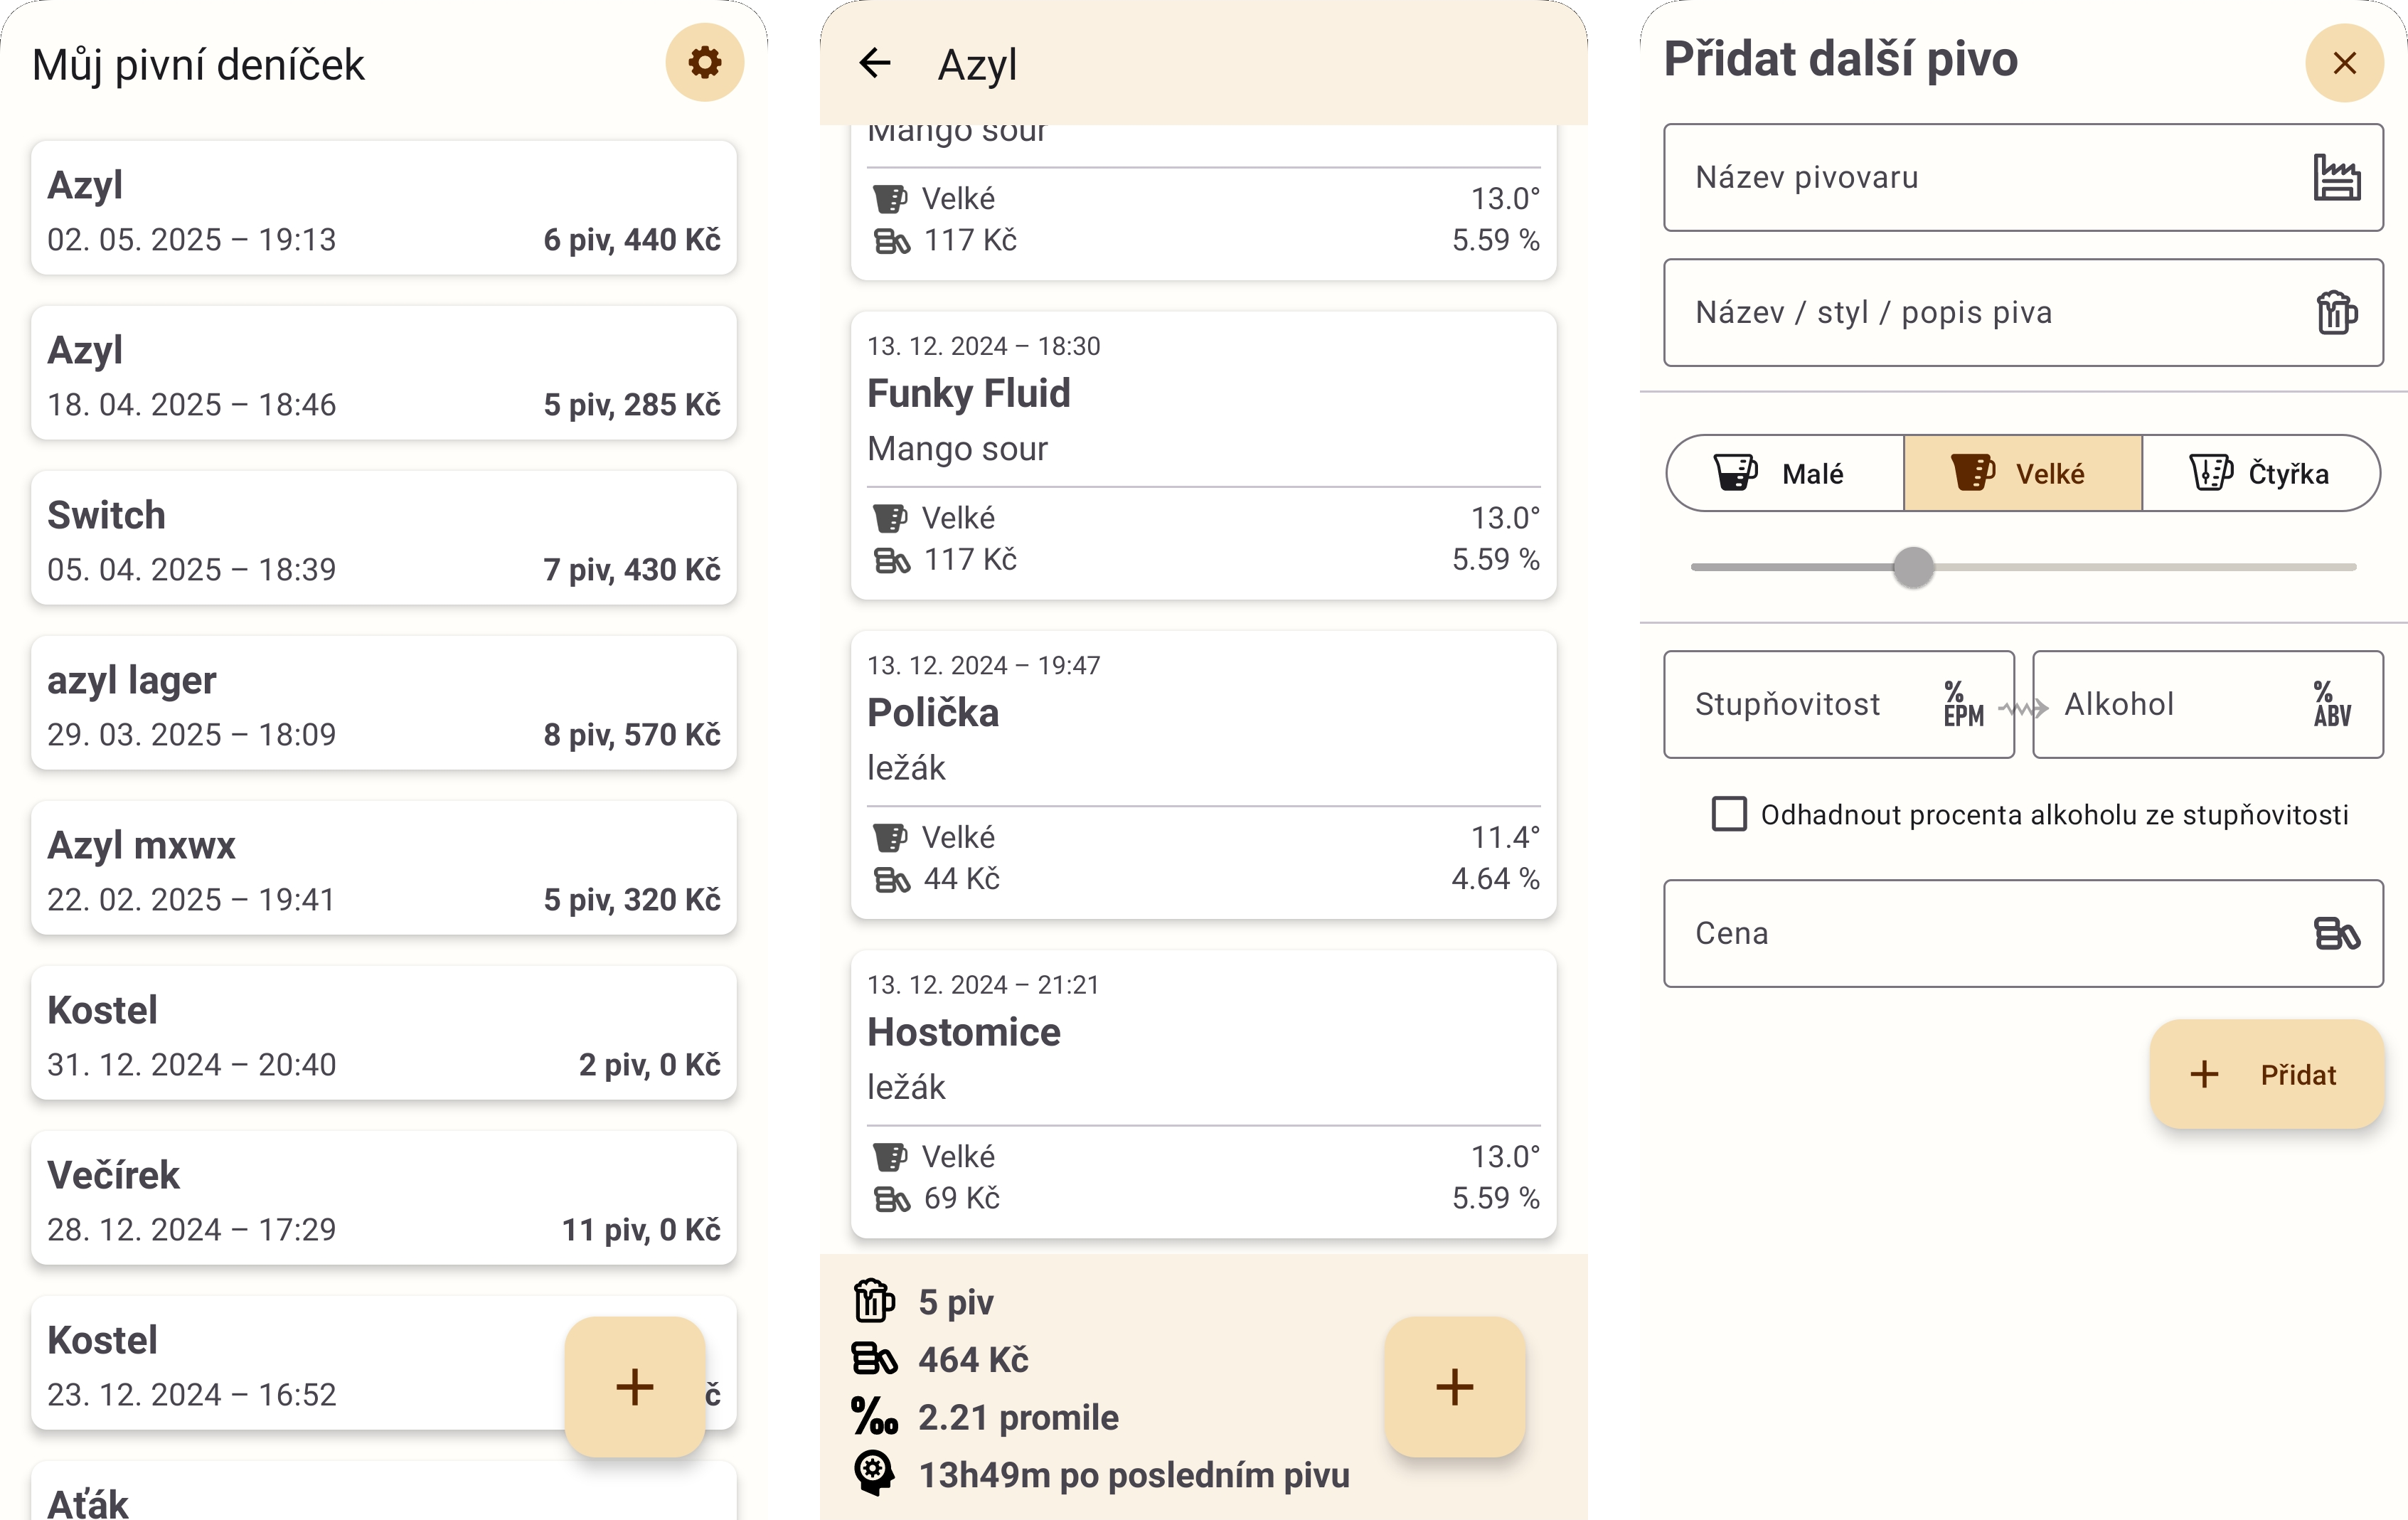 Můj pivní deníček
Azyl
02. 05. 2025 – 19:13 6 piv, 440 Kč
Azyl
18. 04. 2025 – 18:46 5 piv, 285 Kč
Switch
05. 04. 2025 – 18:39 7 piv, 430 Kč
azyl lager
29. 03. 2025 – 18:09 8 piv, 570 Kč
Azyl mxwx
22. 02. 2025 – 19:41 5 piv, 320 Kč
Kostel
31. 12. 2024 – 20:40 2 piv, 0 Kč
Večírek
28. 12. 2024 – 17:29 11 piv, 0 Kč
Kostel
23. 12. 2024 – 16:52 č
Aťák
Azyl
Mango sour
Velké 13.0°
117 Kč 5.59 %
13. 12. 2024 – 18:30
Funky Fluid
Mango sour
Velké 13.0°
117 Kč 5.59 %
13. 12. 2024 – 19:47
Polička
ležák
Velké 11.4°
44 Kč 4.64 %
13. 12. 2024 – 21:21
Hostomice
ležák
Velké 13.0°
69 Kč 5.59 %
5 piv
464 Kč
‰ 2.21 promile
13h49m po posledním pivu
Přidat další pivo
Název pivovaru
Název / styl / popis piva
Malé Velké Čtyřka
Stupňovitost % EPM Alkohol % ABV
Odhadnout procenta alkoholu ze stupňovitosti
Cena
Přidat